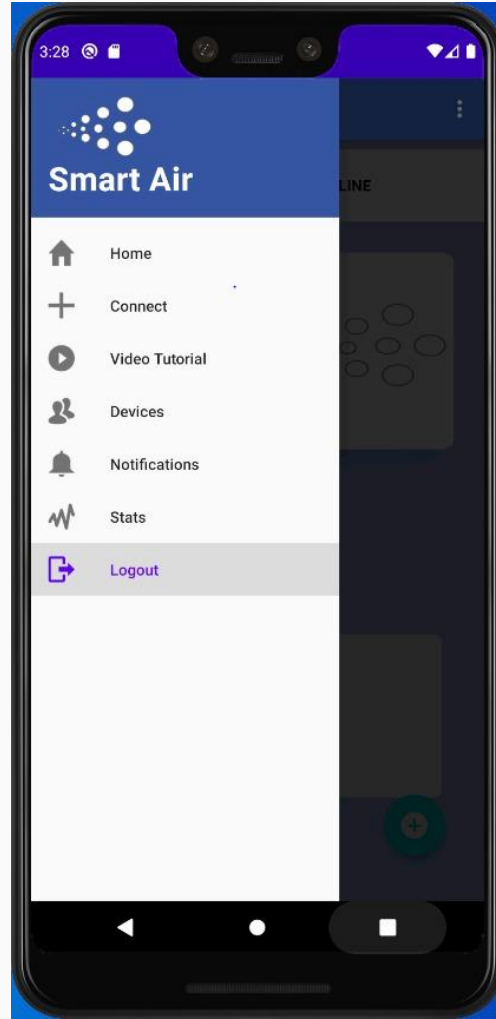 3:28
Smart Air
LINE
Home
Connect
Video Tutorial
Devices
Notifications
Stats
Logout